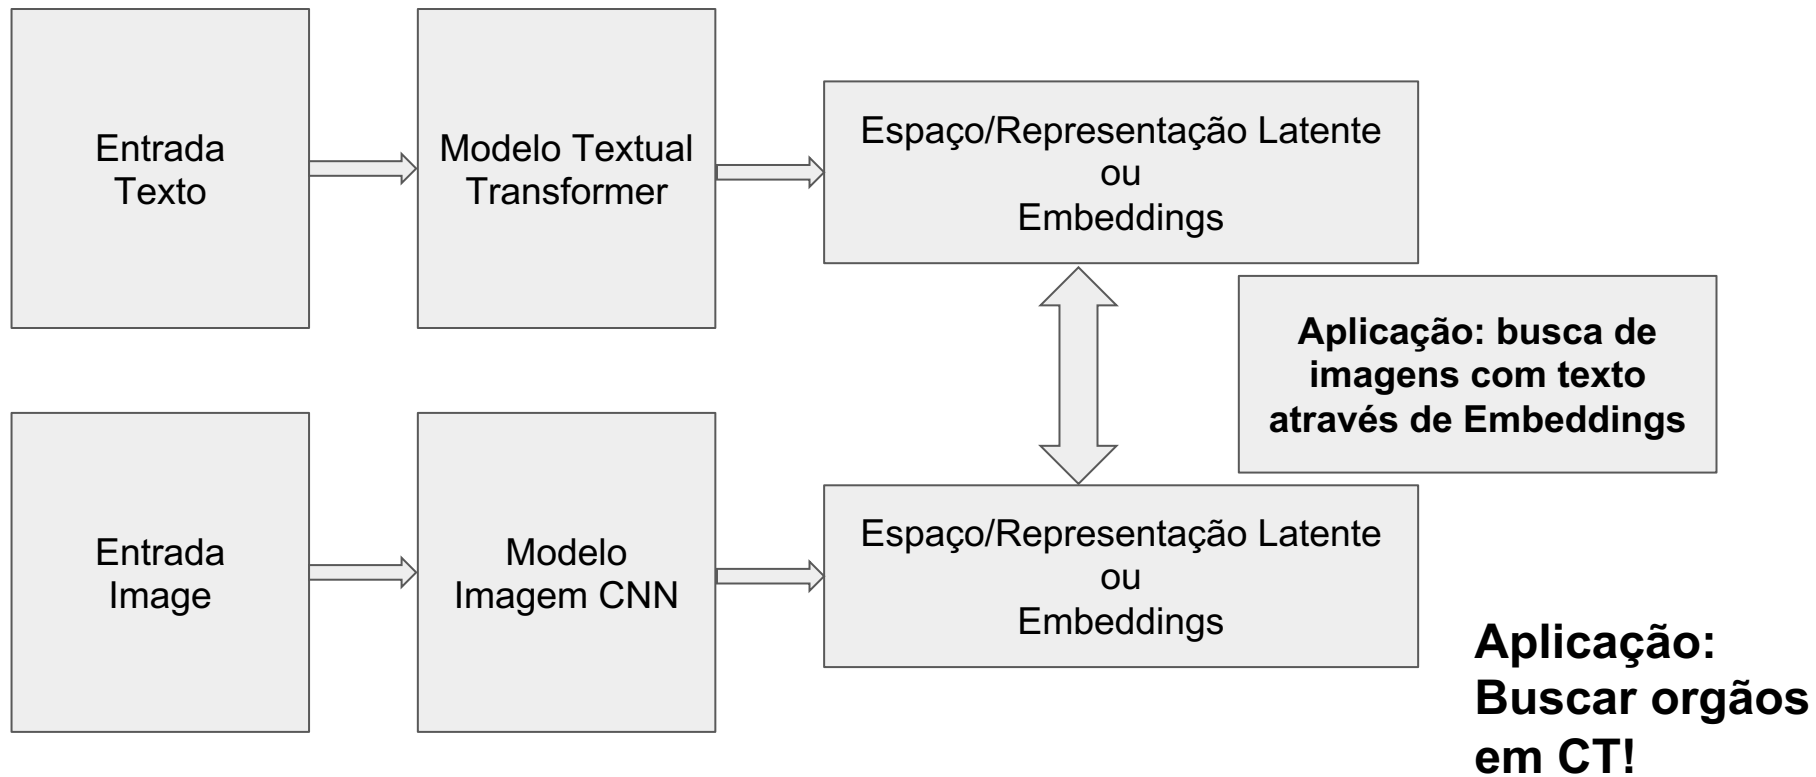 Entrada
Texto
Modelo Textual
Transformer
Espaço/Representação Latente
ou
Embeddings
Aplicação: busca de
imagens com texto
através de Embeddings
Entrada
Image
Modelo
Imagem CNN
Espaço/Representação Latente
ou
Embeddings
Aplicação:
Buscar orgãos
em CT!